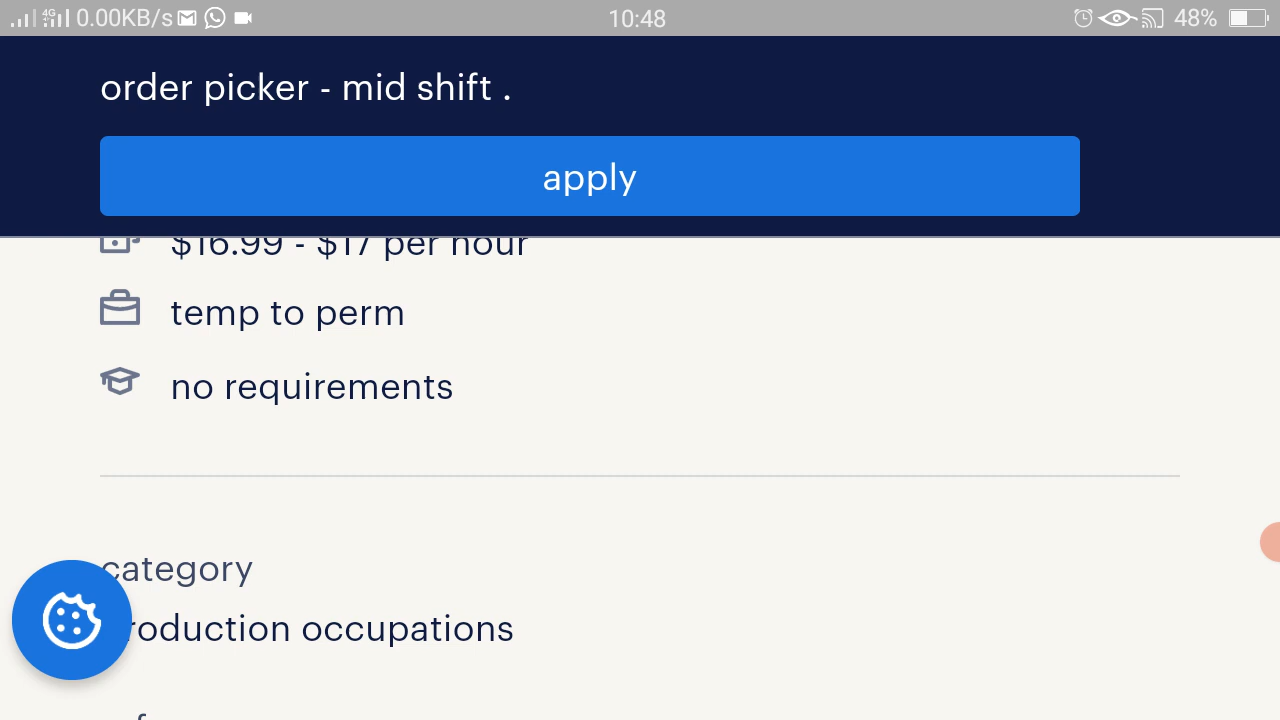 4G 0.00KB/s 10:48 48%
order picker - mid shift .
apply
$16.99 - $17 per hour
temp to perm
no requirements
category
roduction occupations